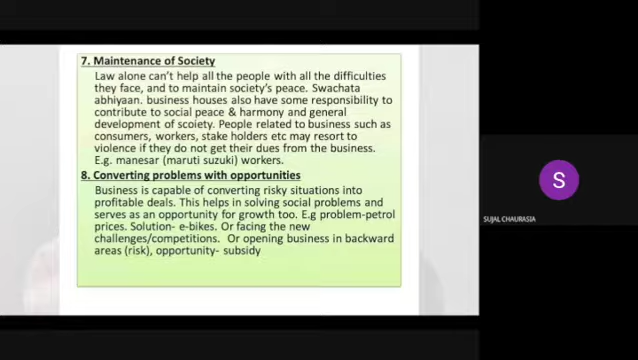 7. Maintenance of Society
Law alone can't help all the people with all the difficulties
they face, and to maintain society's peace. Swachata
abhiyaan. business houses also have some responsibility to
contribute to social peace & harmony and general
development of scoiety. People related to business such as
consumers, workers, stake holders etc may resort to
violence if they do not get their dues from the business.
E.g. manesar (maruti suzuki) workers.
8. Converting problems with opportunities
Business is capable of converting risky situations into
profitable deals. This helps in solving social problems and
serves as an opportunity for growth too. E.g problem-petrol
prices. Solution- e-bikes. Or facing the new
challenges/competitions. Or opening business in backward
areas (risk), opportunity- subsidy
S
SUJAL CHAURASIA